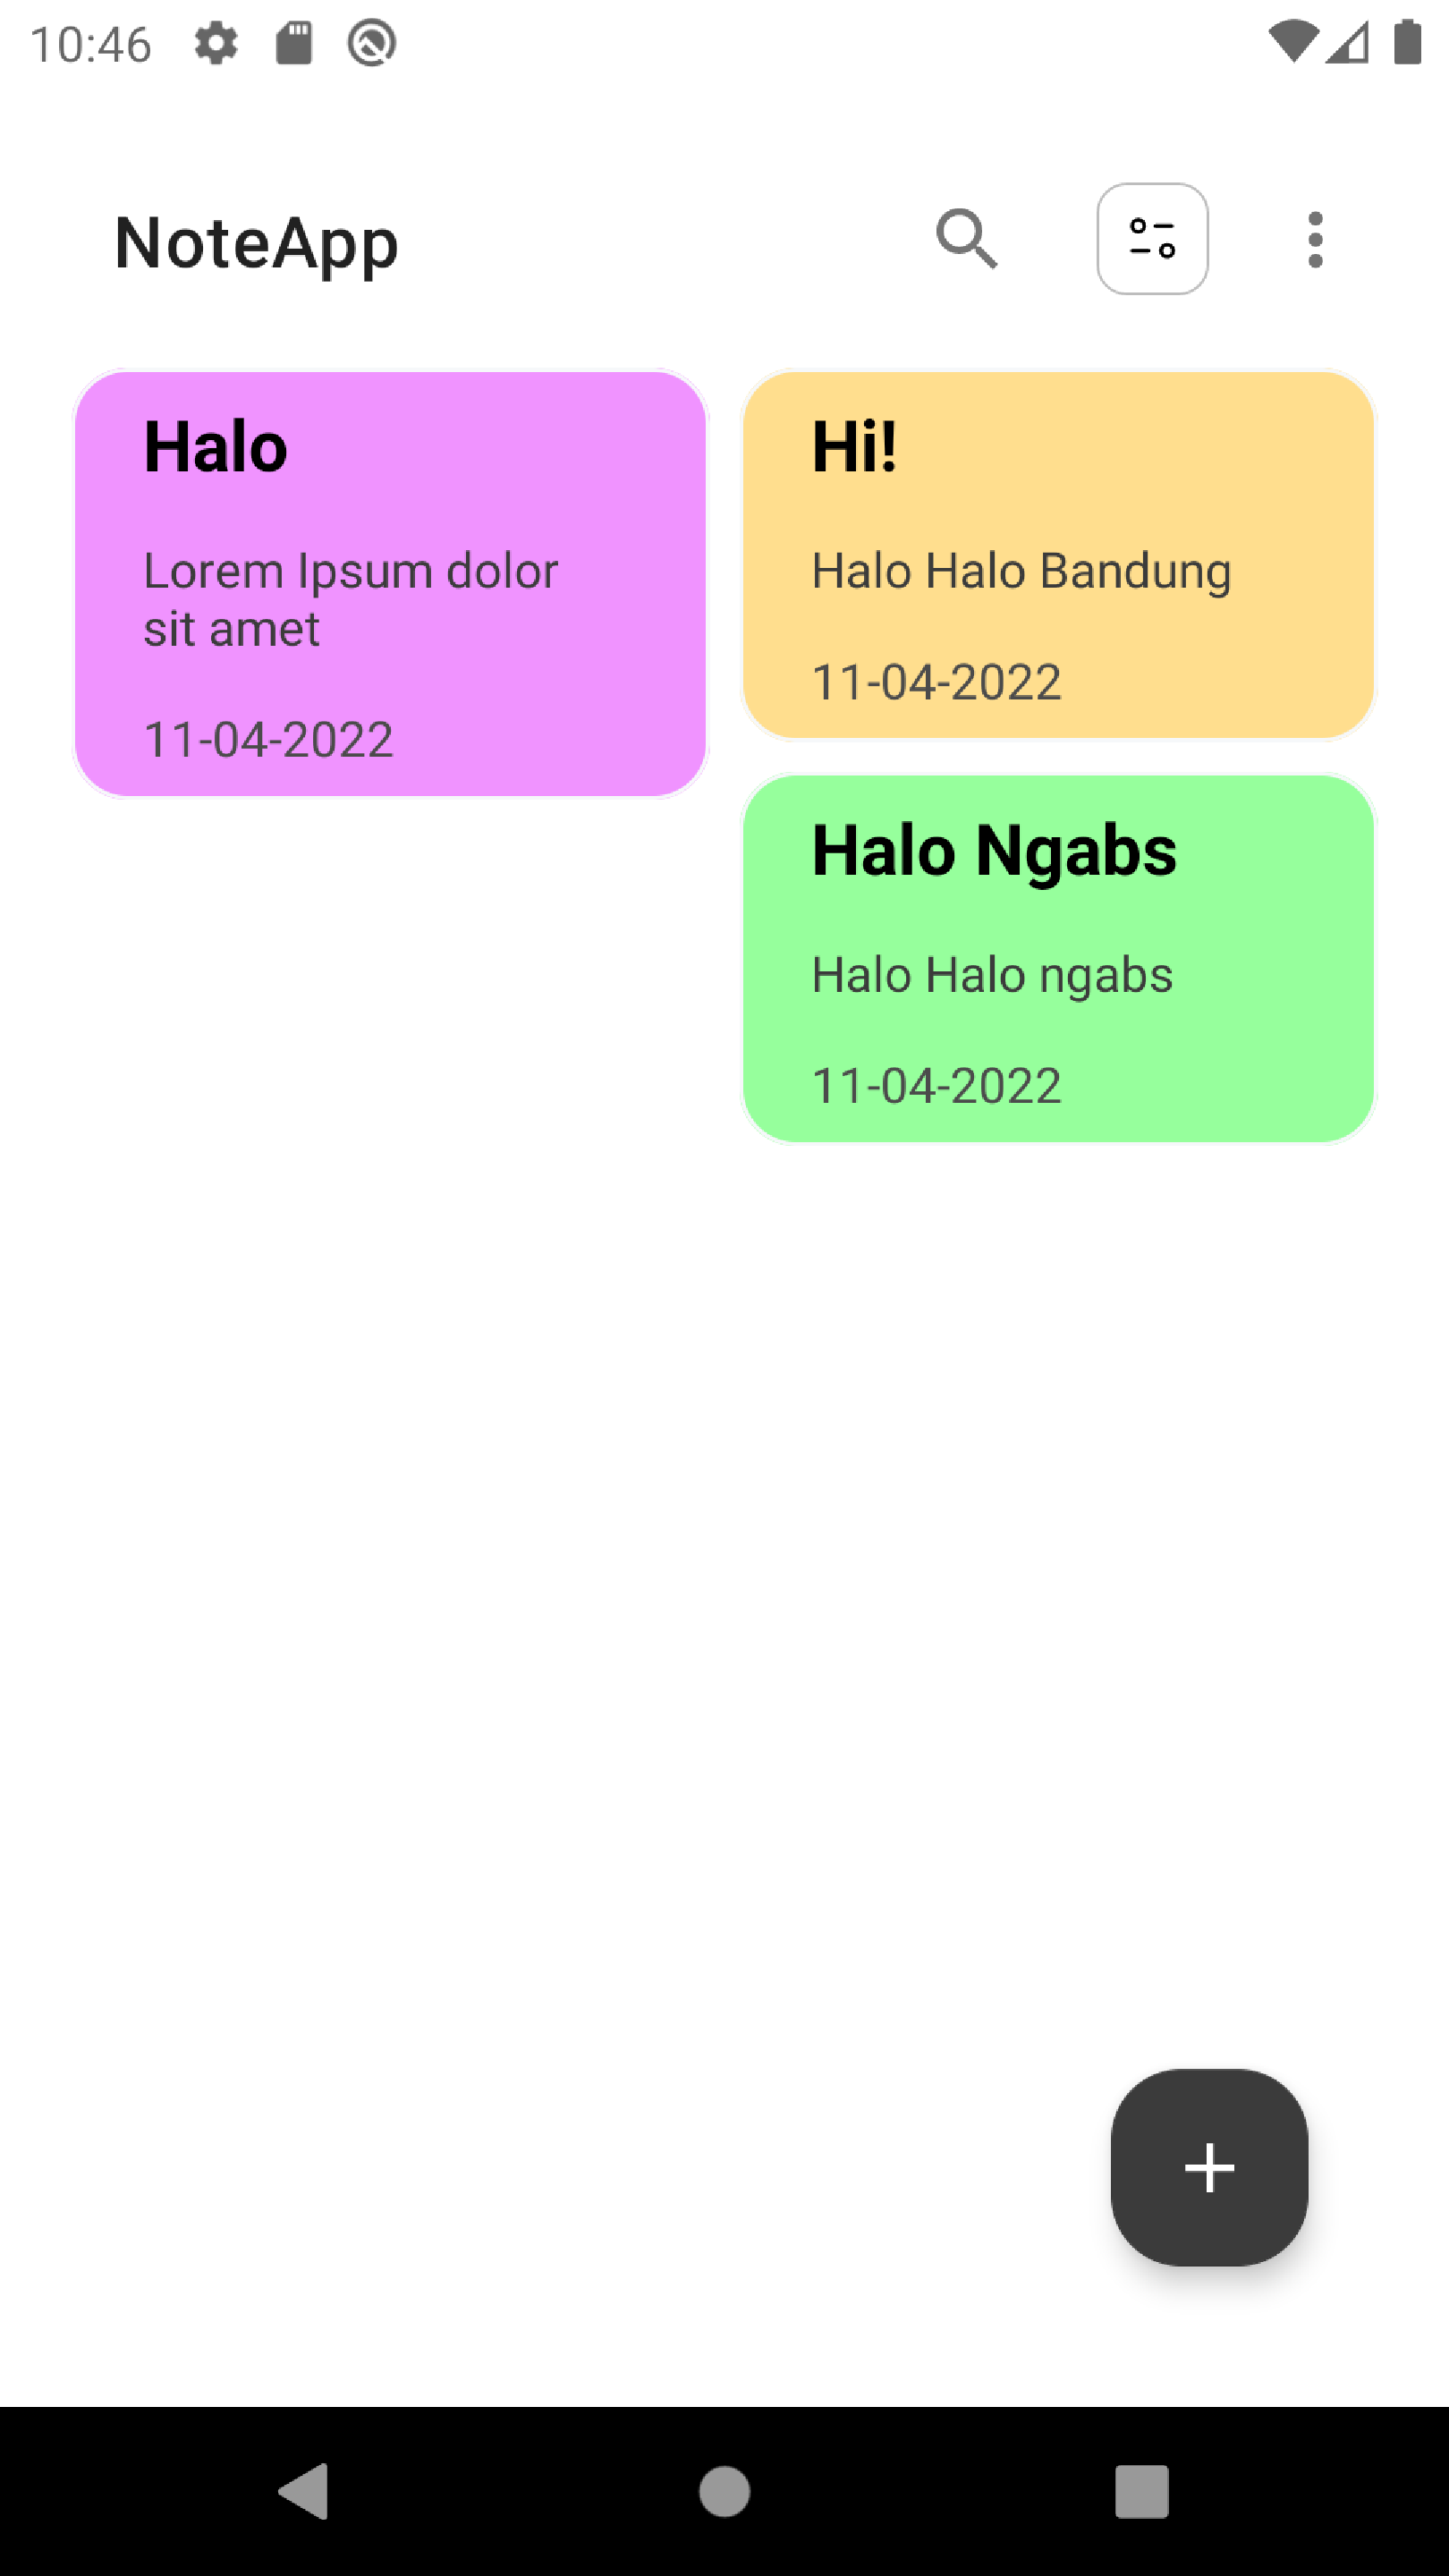 10:46
NoteApp
Halo
Lorem Ipsum dolor
sit amet
11-04-2022
Hi!
Halo Halo Bandung
11-04-2022
Halo Ngabs
Halo Halo ngabs
11-04-2022